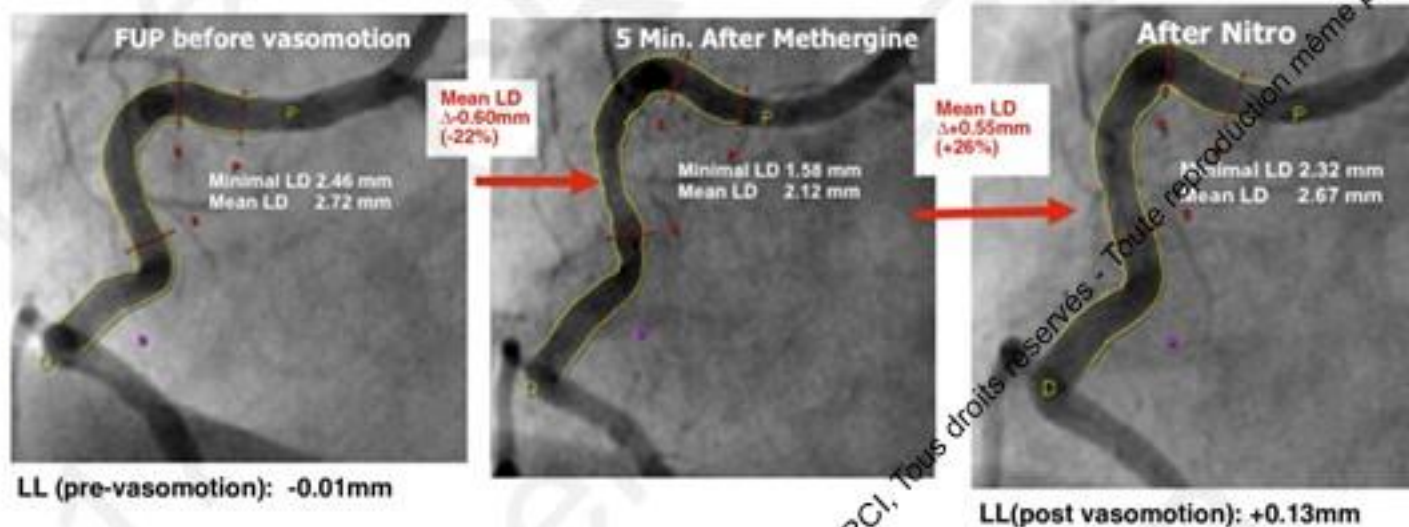 FUP before vasomotion
Minimal LD 2.46 mm
Mean LD 2.72 mm
P
Mean LD
Δ-0.60mm
(-22%)
5 Min. After Methergine
Minimal LD 1.58 mm
Mean LD 2.12 mm
P
D
Mean LD
Δ+0.55mm
(+26%)
After Nitro
Minimal LD 2.32 mm
Mean LD 2.67 mm
P
D
LL (pre-vasomotion): -0.01mm
LL(post vasomotion): +0.13mm
PCI, Tous droits réservés - Toute reproduction même